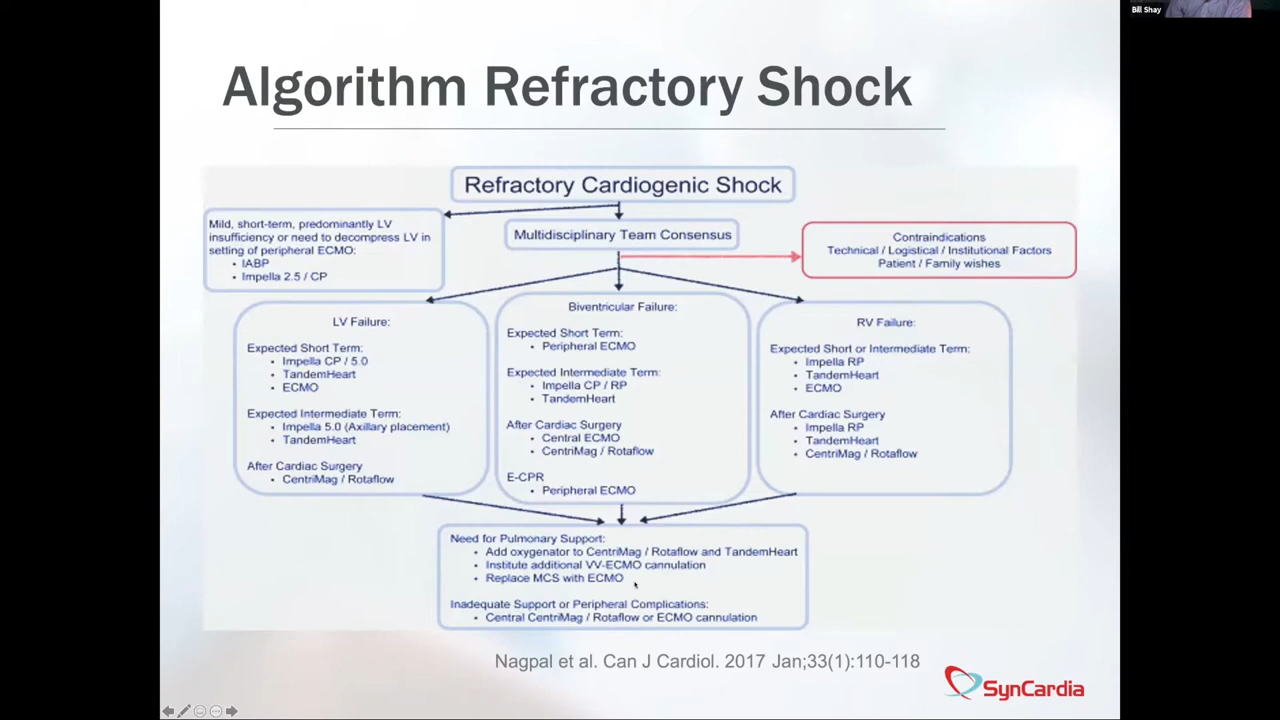 Bill Shay
Algorithm Refractory Shock
Refractory Cardiogenic Shock
Mild, short-term, predominantly LV
insufficiency or need to decompress LV in
setting of peripheral ECMO:
• IABP
• Impella 2.5 / CP
Multidisciplinary Team Consensus
Contraindications
Technical / Logistical / Institutional Factors
Patient / Family wishes
LV Failure:
Expected Short Term:
• Impella CP / 5.0
• TandemHeart
• ECMO
Expected Intermediate Term:
• Impella 5.0 (Axillary placement)
• TandemHeart
After Cardiac Surgery
• CentriMag / Rotaflow
Biventricular Failure:
Expected Short Term:
• Peripheral ECMO
Expected Intermediate Term:
• Impella CP / RP
• TandemHeart
After Cardiac Surgery
• Central ECMO
• CentriMag / Rotaflow
E-CPR
• Peripheral ECMO
RV Failure:
Expected Short or Intermediate Term:
• Impella RP
• TandemHeart
• ECMO
After Cardiac Surgery
• Impella RP
• TandemHeart
• CentriMag / Rotaflow
Need for Pulmonary Support:
• Add oxygenator to CentriMag / Rotaflow and TandemHeart
• Institute additional VV-ECMO cannulation
• Replace MCS with ECMO
Inadequate Support or Peripheral Complications:
• Central CentriMag / Rotaflow or ECMO cannulation
Nagpal et al. Can J Cardiol. 2017 Jan;33(1):110-118
SynCardia